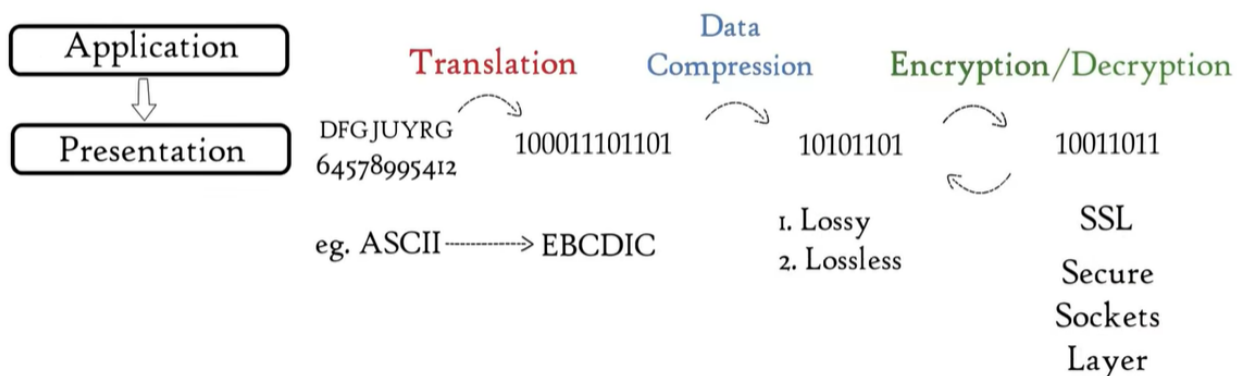 Application
Presentation
Translation
Data
Compression
Encryption/Decryption
DFGJUYRG
64578995412
100011101101
10101101
10011011
eg. ASCII
EBCDIC
1. Lossy
2. Lossless
SSL
Secure
Sockets
Layer